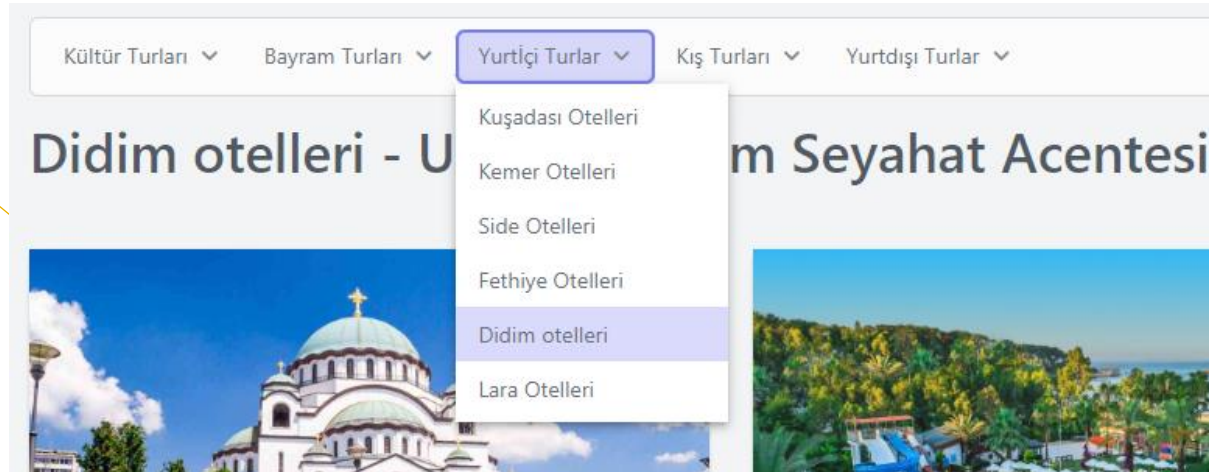 Kültür Turları
Bayram Turları
Yurtİçi Turlar
Kış Turları
Yurtdışı Turlar
Kuşadası Otelleri
Didim otelleri - U m Seyahat Acentesi
Kemer Otelleri
Side Otelleri
Fethiye Otelleri
Didim otelleri
Lara Otelleri